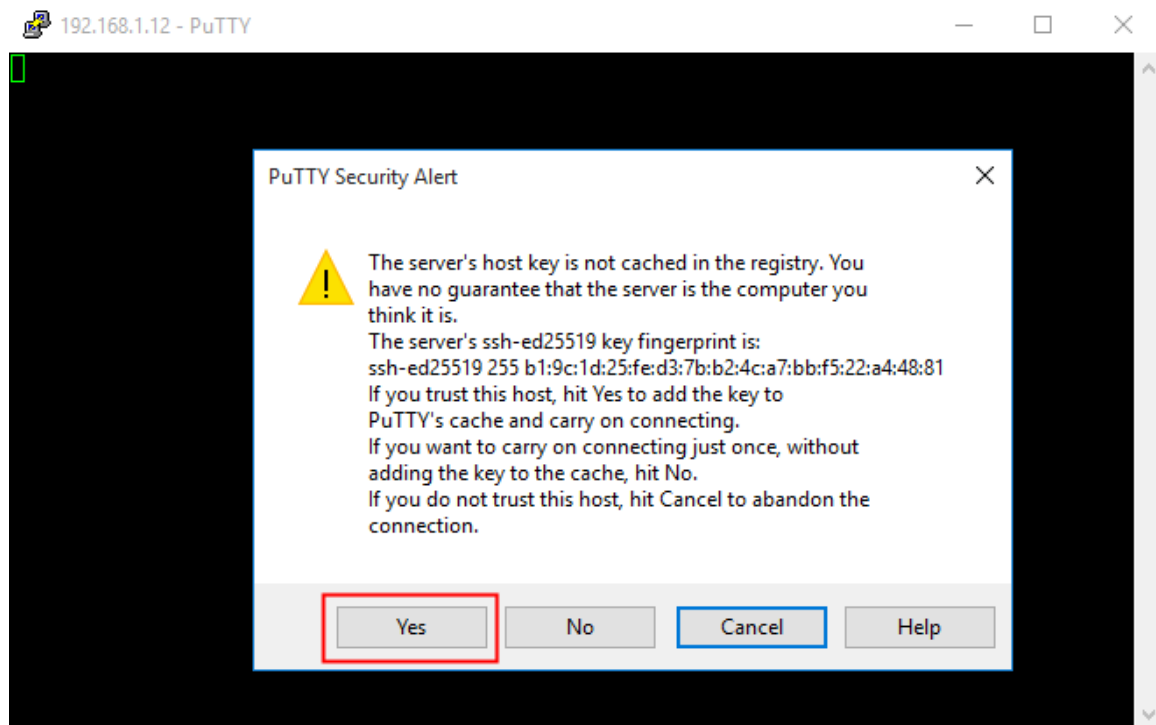 192.168.1.12 - PuTTY
PuTTY Security Alert
The server's host key is not cached in the registry. You
have no guarantee that the server is the computer you
think it is.
The server's ssh-ed25519 key fingerprint is:
ssh-ed25519 255 b1:9c:1d:25:fe:d3:7b:b2:4c:a7:bb:f5:22:a4:48:81
If you trust this host, hit Yes to add the key to
PuTTY's cache and carry on connecting.
If you want to carry on connecting just once, without
adding the key to the cache, hit No.
If you do not trust this host, hit Cancel to abandon the
connection.
Yes No Cancel Help